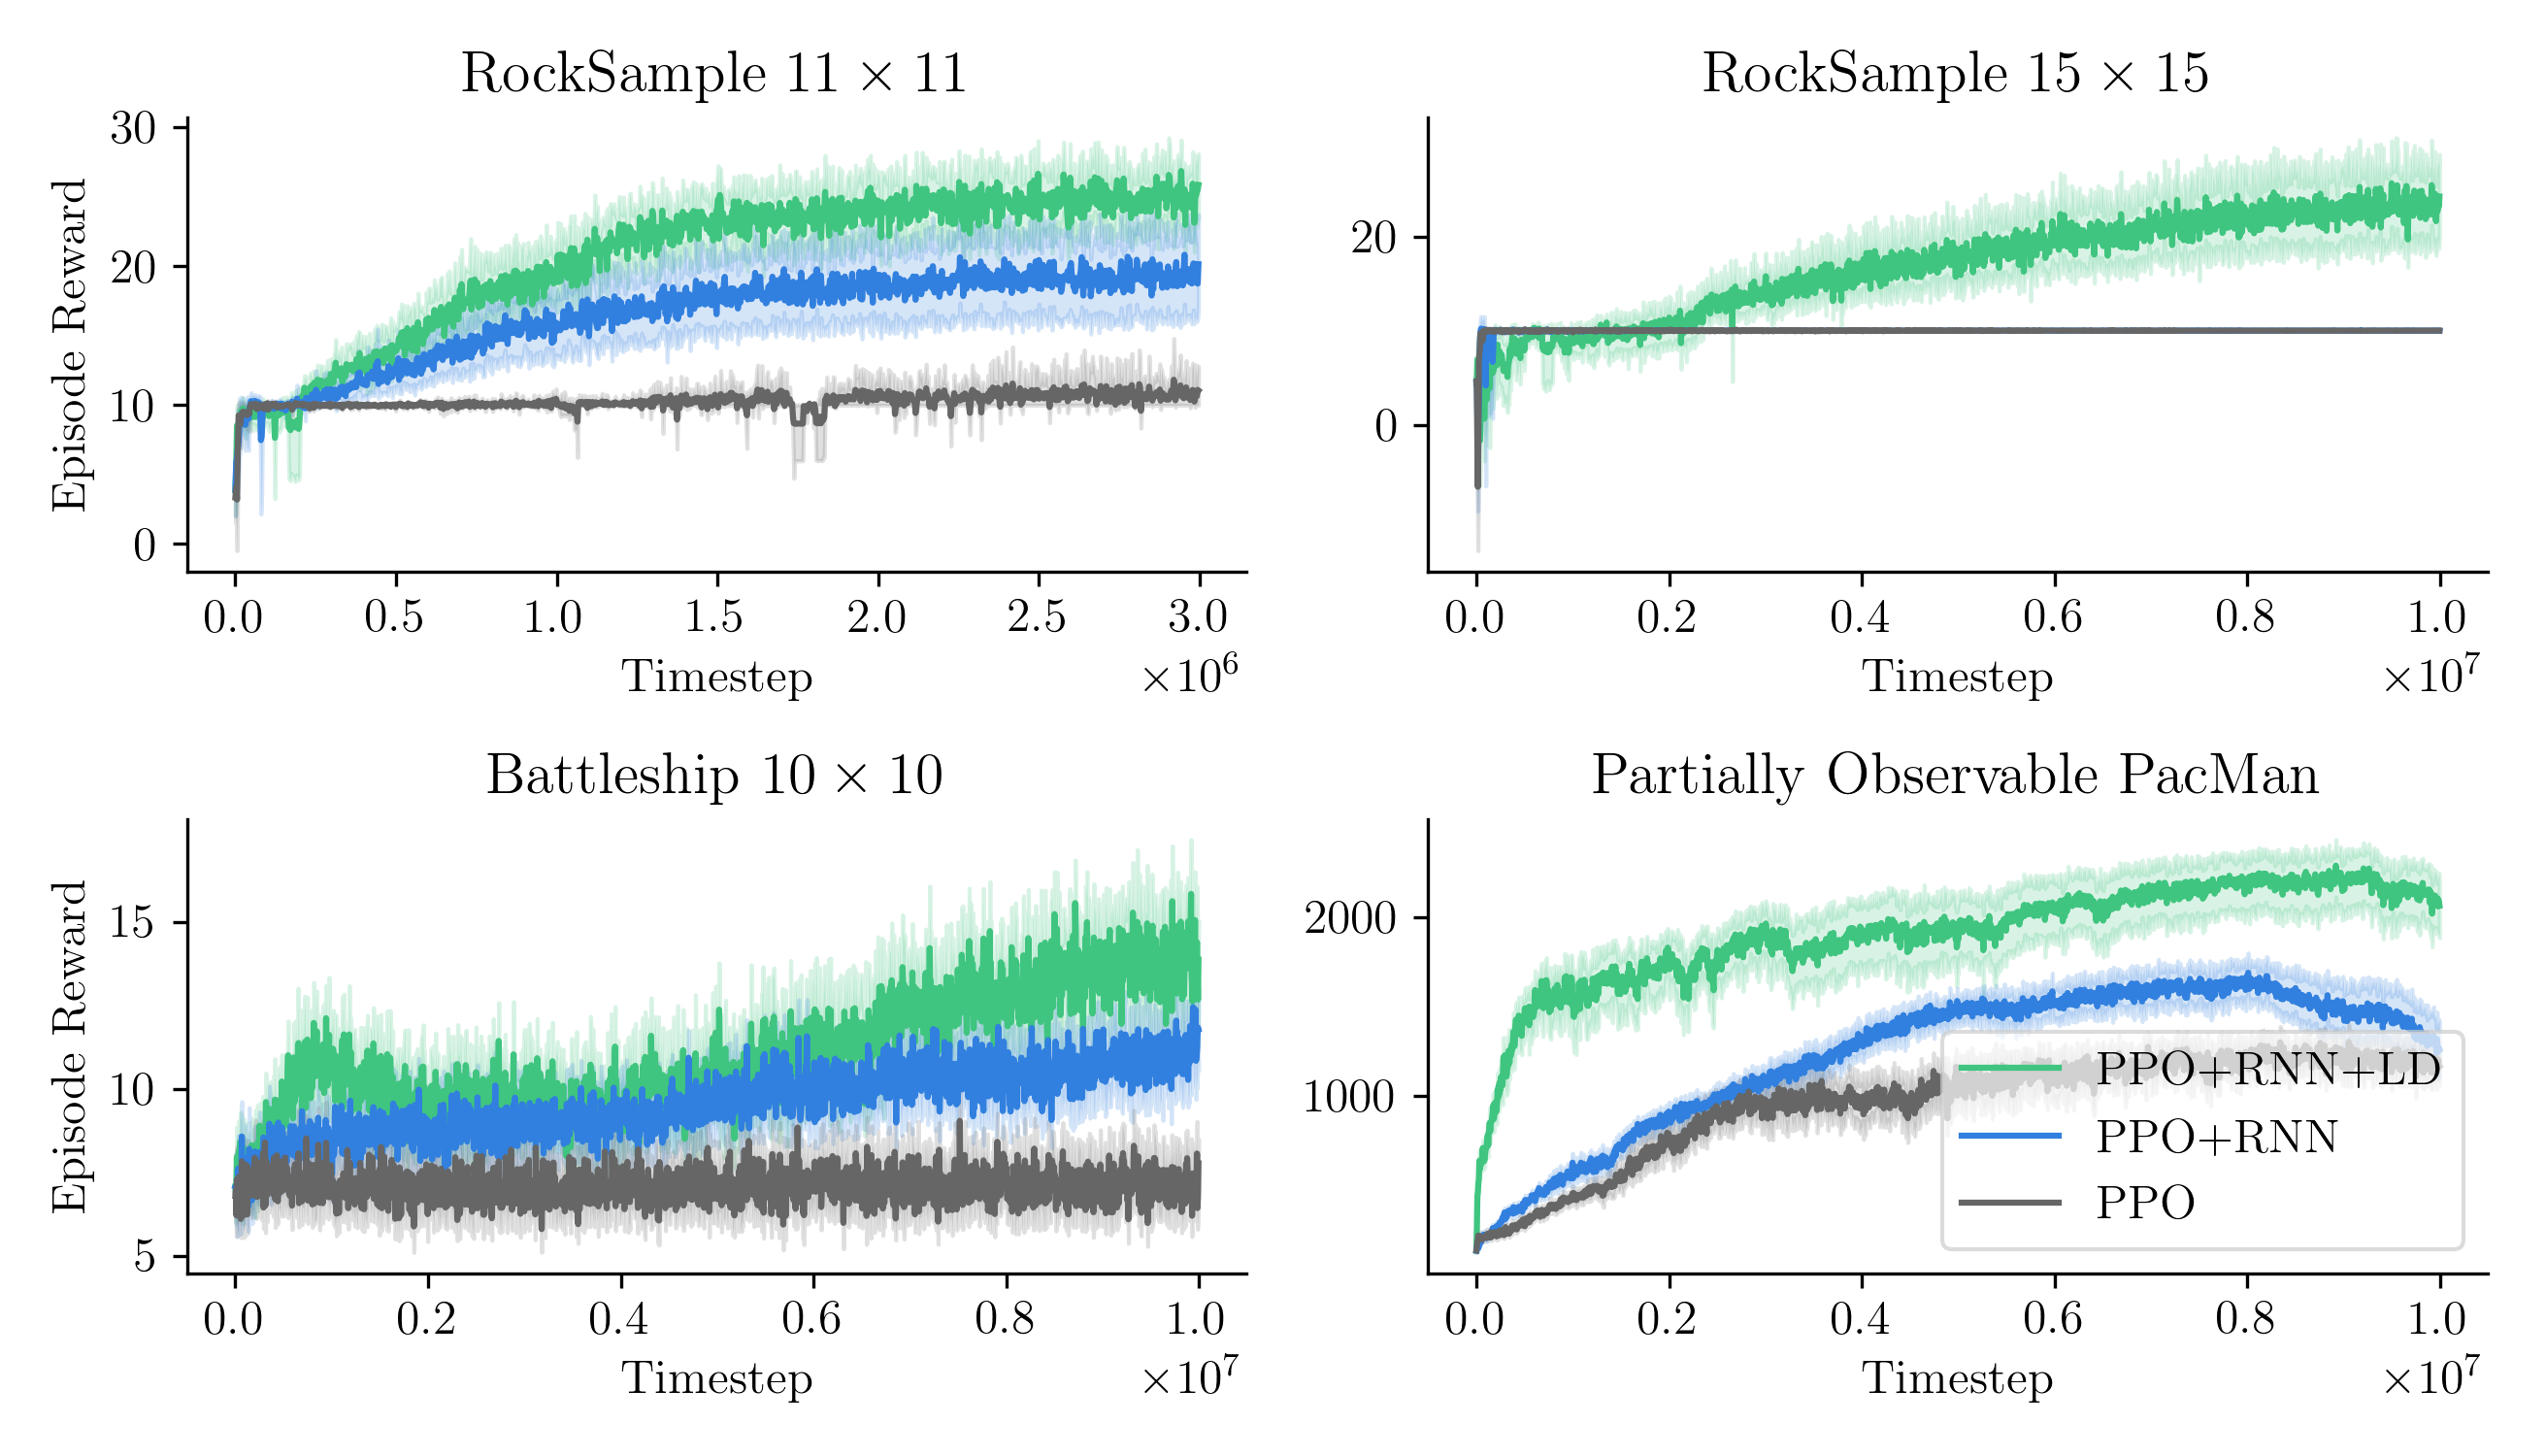 RockSample 11 × 11
Episode Reward
30
20
10
0
0.0 0.5 1.0 1.5 2.0 2.5 3.0
Timestep
×10⁶
RockSample 15 × 15
20
0
0.0 0.2 0.4 0.6 0.8 1.0
Timestep
×10⁷
Battleship 10 × 10
Episode Reward
15
10
5
0.0 0.2 0.4 0.6 0.8 1.0
Timestep
×10⁷
Partially Observable PacMan
2000
1000
PPO+RNN+LD
PPO+RNN
PPO
0.0 0.2 0.4 0.6 0.8 1.0
Timestep
×10⁷